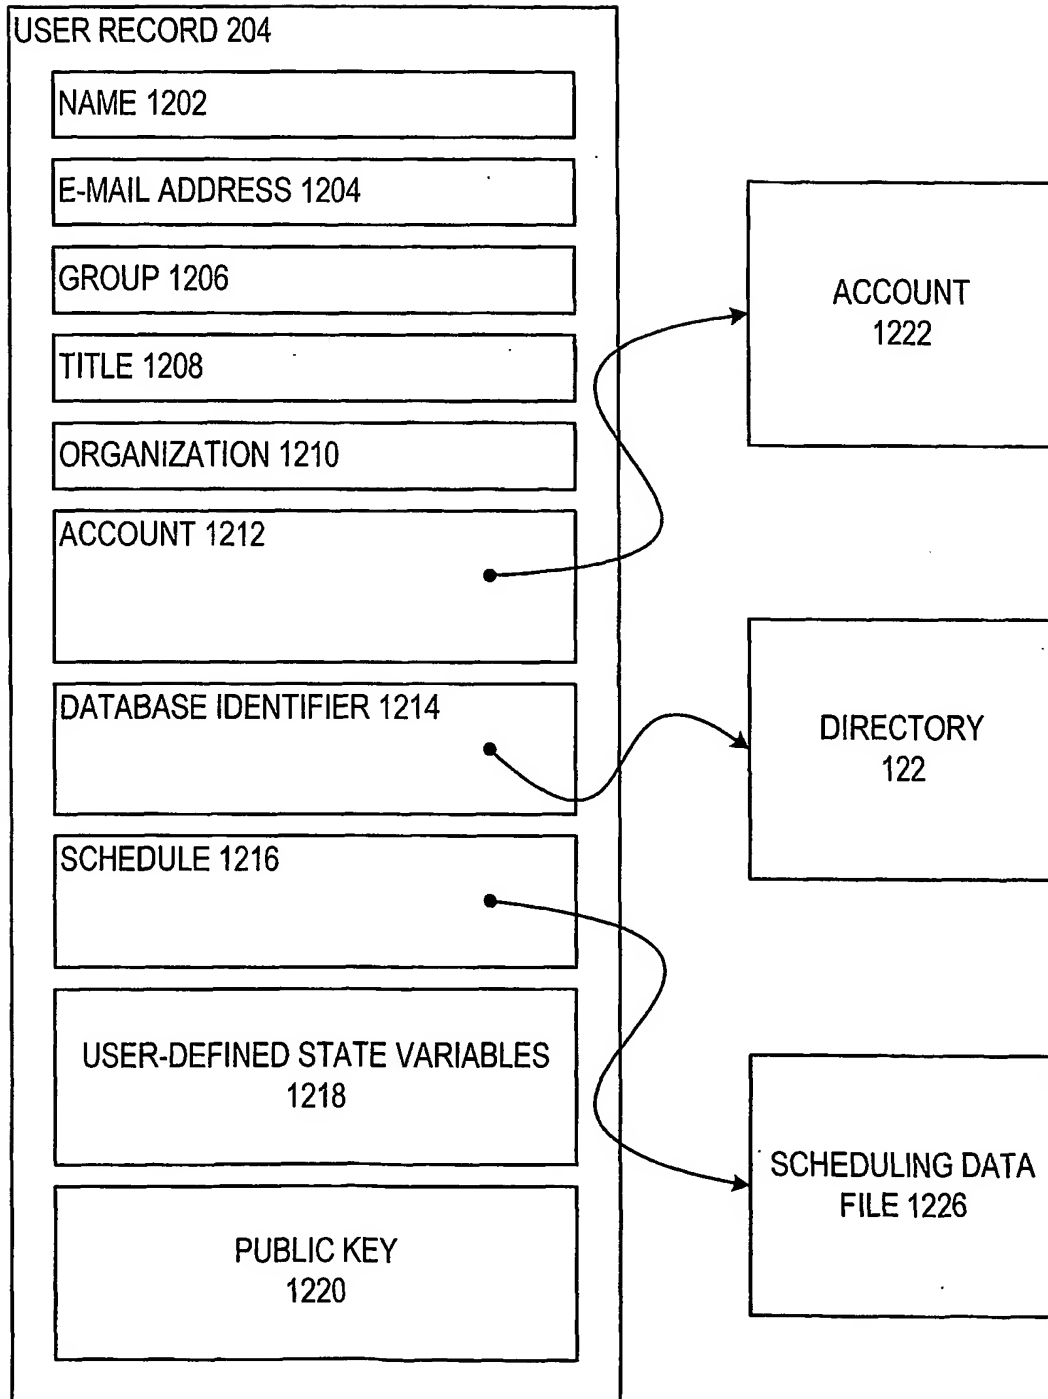 USER RECORD 204
NAME 1202
E-MAIL ADDRESS 1204
GROUP 1206
TITLE 1208
ORGANIZATION 1210
ACCOUNT 1212
DATABASE IDENTIFIER 1214
SCHEDULE 1216
USER-DEFINED STATE VARIABLES
1218
PUBLIC KEY
1220
ACCOUNT
1222
DIRECTORY
122
SCHEDULING DATA
FILE 1226